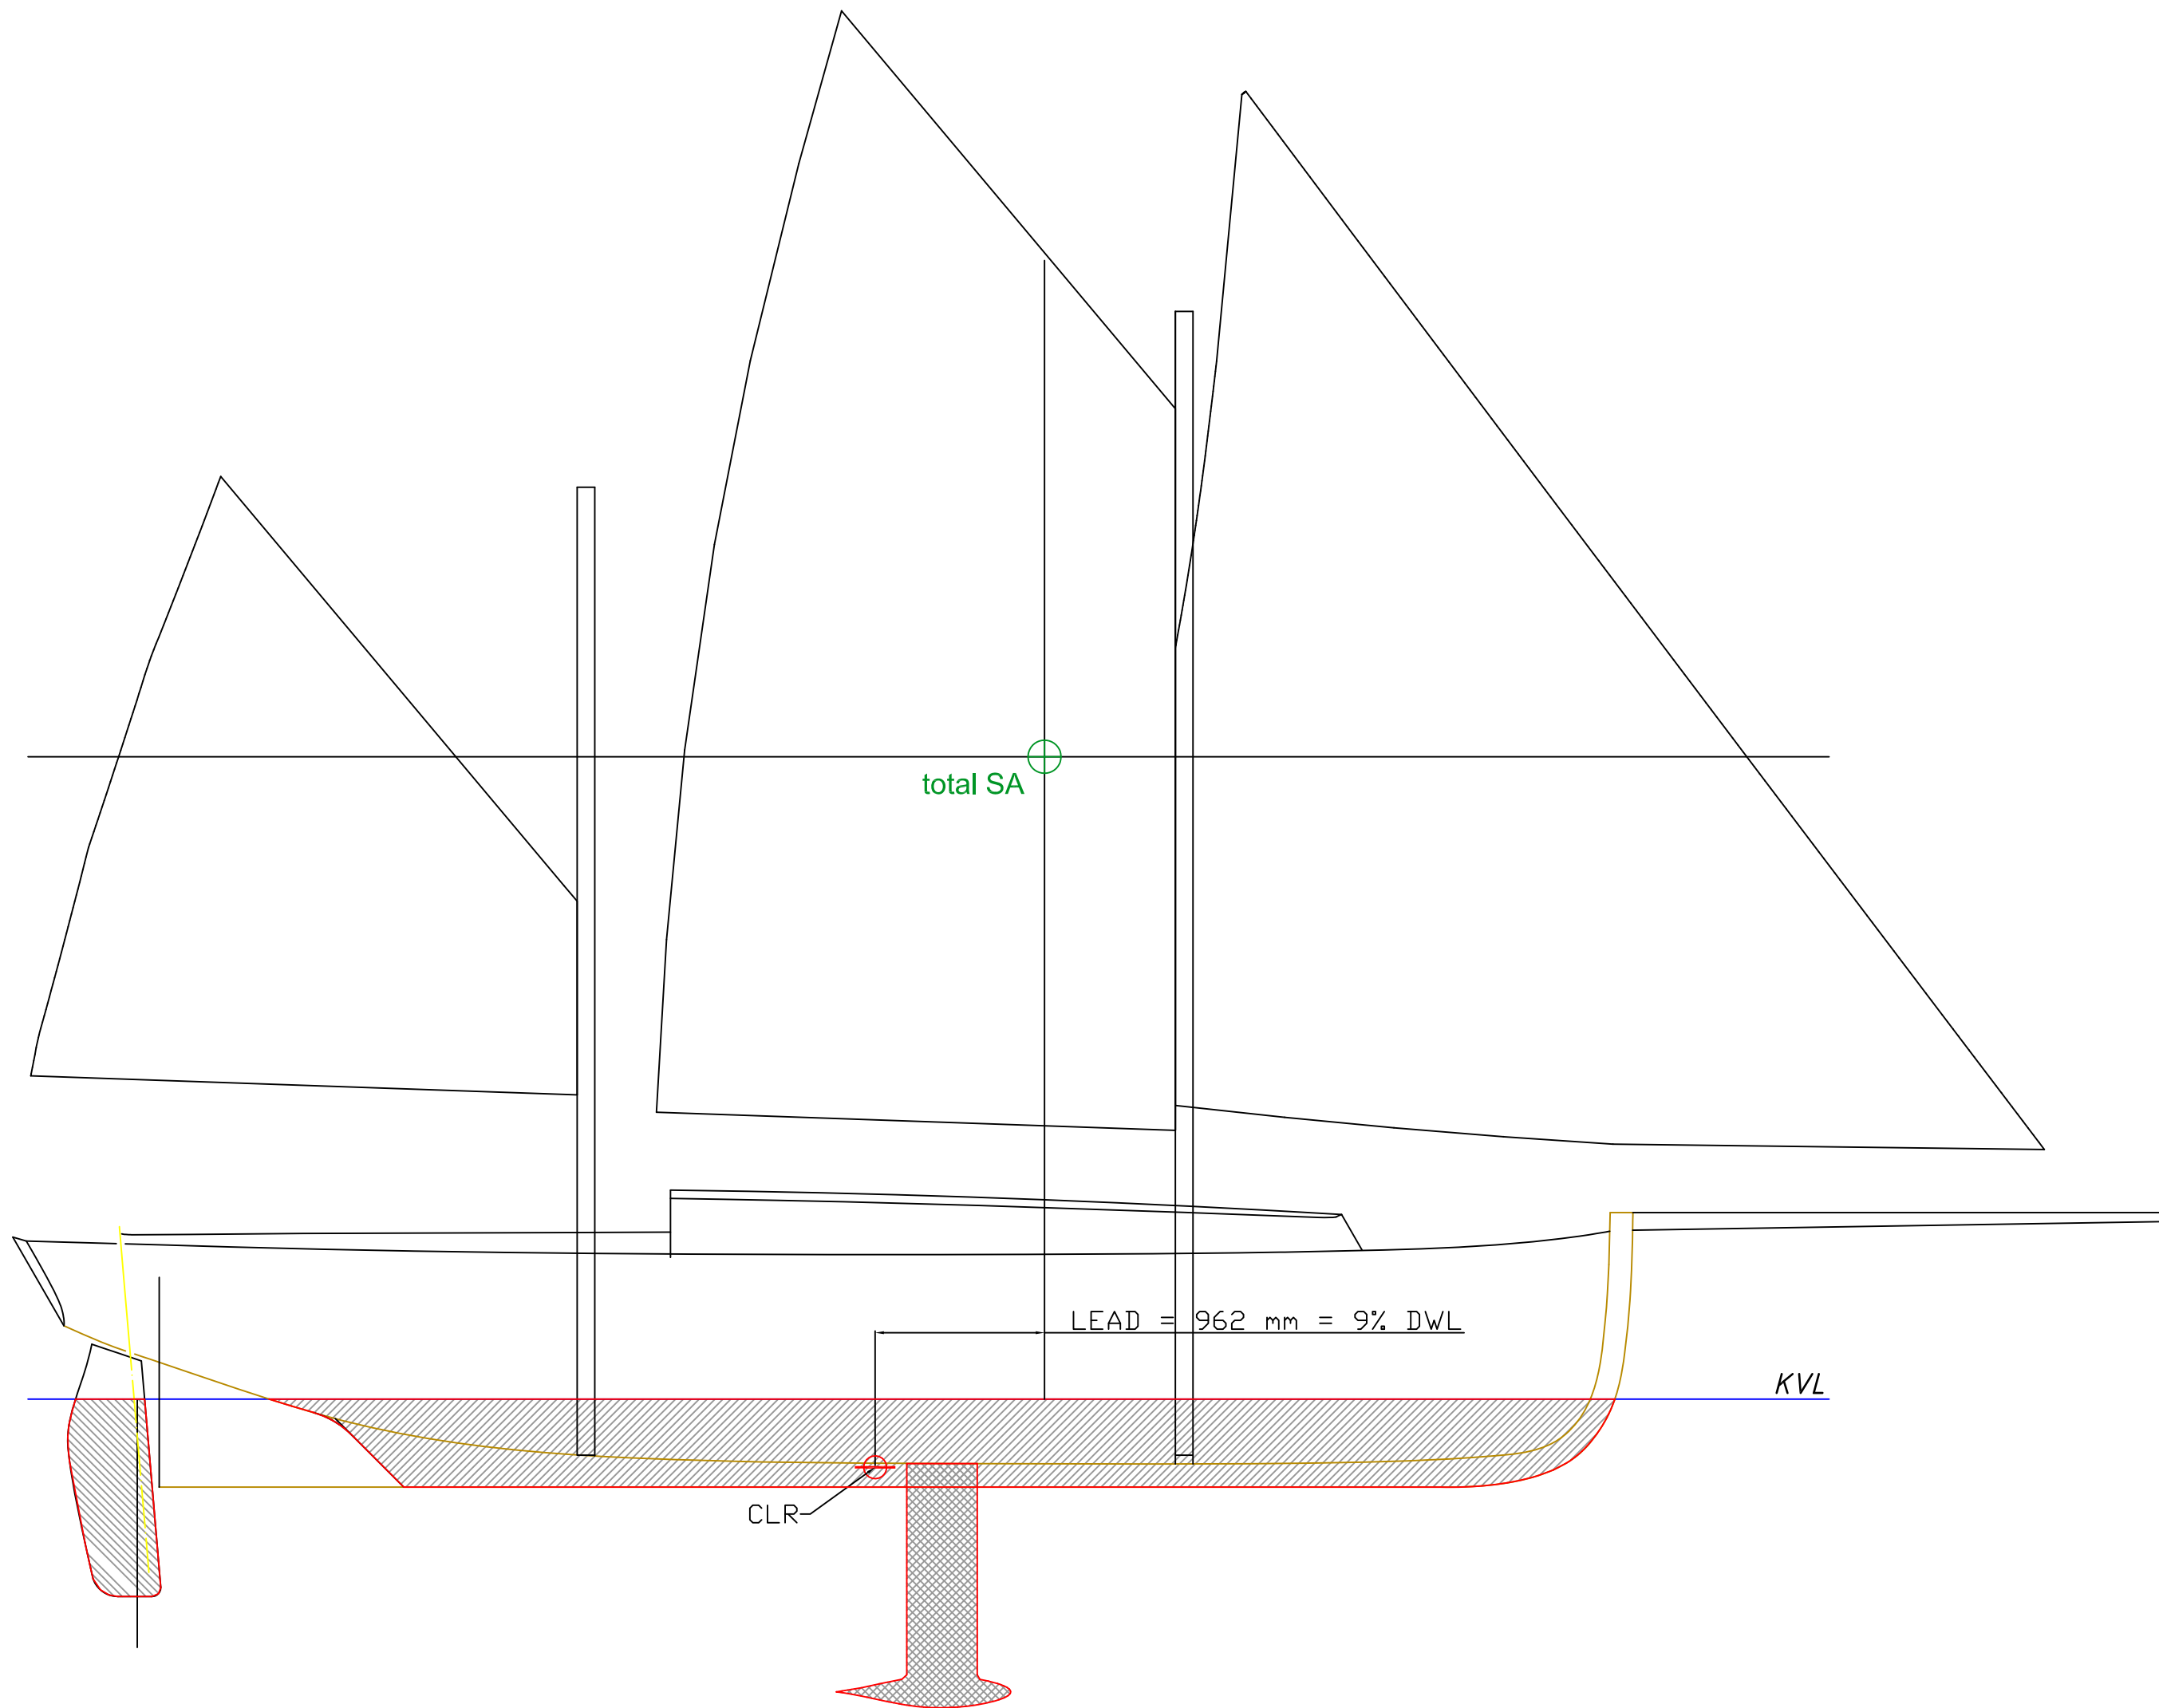 total SA
LEAD = 962 mm = 9% DWL
KVL
CLR